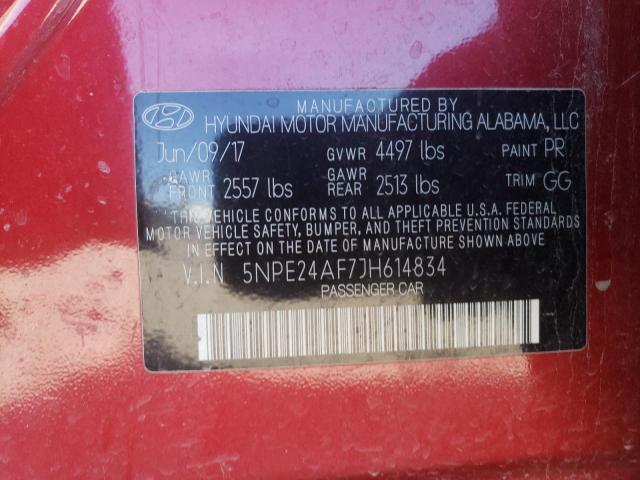 MANUFACTURED BY
HYUNDAI MOTOR MANUFACTURING ALABAMA, LLC
Jun/09/17 GVWR 4497 lbs PAINT PR
GAWR FRONT 2557 lbs GAWR REAR 2513 lbs TRIM GG
THIS VEHICLE CONFORMS TO ALL APPLICABLE U.S.A. FEDERAL
MOTOR VEHICLE SAFETY, BUMPER, AND THEFT PREVENTION STANDARDS
IN EFFECT ON THE DATE OF MANUFACTURE SHOWN ABOVE.
V.I.N 5NPE24AF7JH614834
PASSENGER CAR